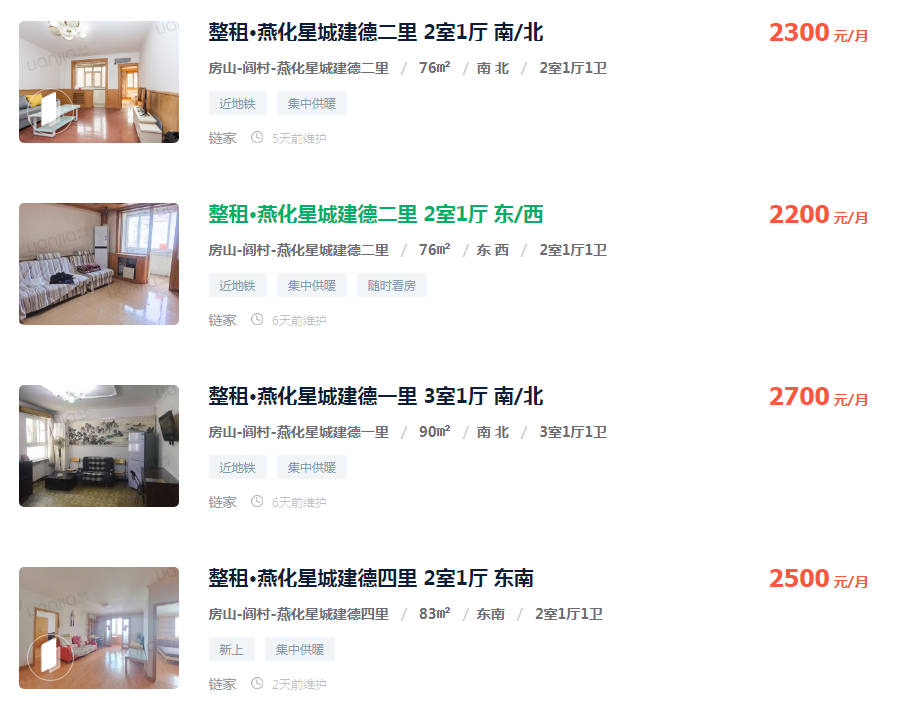 整租·燕化星城建德二里 2室1厅 南/北
2300 元/月
房山-阎村-燕化星城建德二里 / 76㎡ / 南 北 / 2室1厅1卫
近地铁 集中供暖
链家 5天前维护
整租·燕化星城建德二里 2室1厅 东/西
2200 元/月
房山-阎村-燕化星城建德二里 / 76㎡ / 东 西 / 2室1厅1卫
近地铁 集中供暖 随时看房
链家 6天前维护
整租·燕化星城建德一里 3室1厅 南/北
2700 元/月
房山-阎村-燕化星城建德一里 / 90㎡ / 南 北 / 3室1厅1卫
近地铁 集中供暖
链家 6天前维护
整租·燕化星城建德四里 2室1厅 东南
2500 元/月
房山-阎村-燕化星城建德四里 / 83㎡ / 东南 / 2室1厅1卫
新上 集中供暖
链家 2天前维护